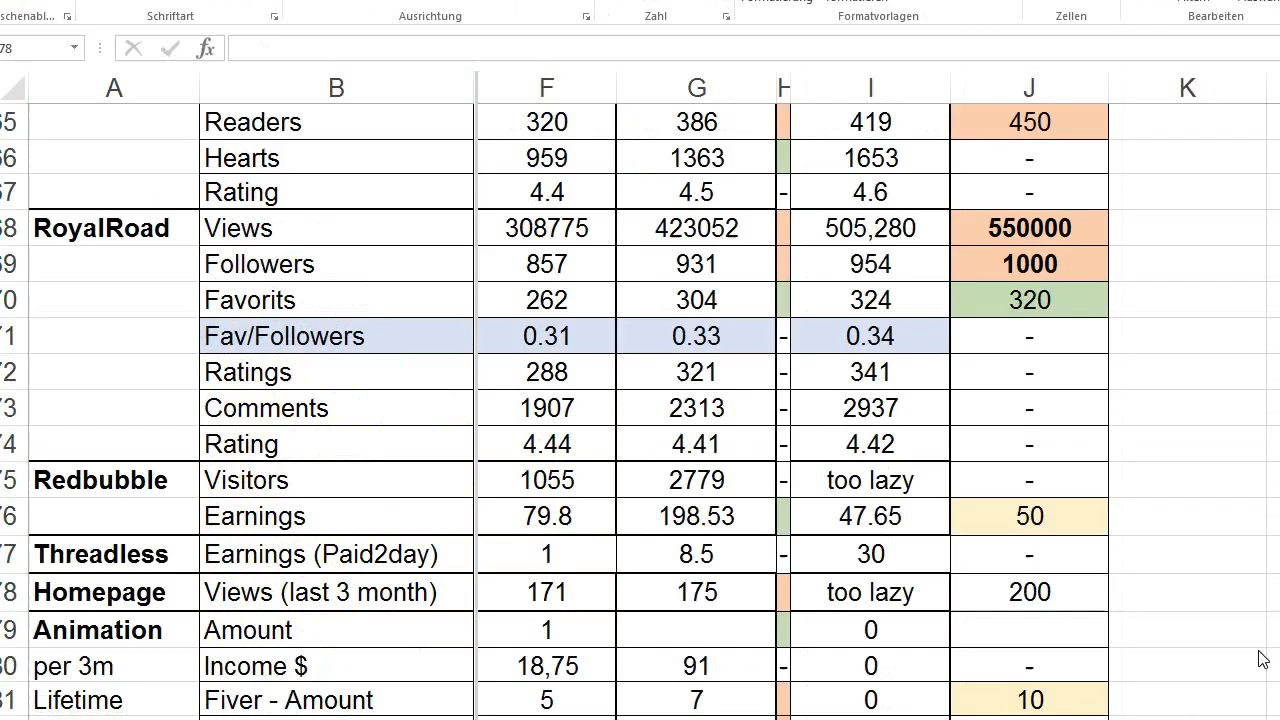 schenabl...
Schriftart
Ausrichtung
Zahl
Formatvorlagen
Zellen
Bearbeiten
78
fx
A B F G H I J K
65 Readers 320 386 419 450
66 Hearts 959 1363 1653 -
67 Rating 4.4 4.5 - 4.6 -
68 RoyalRoad Views 308775 423052 505,280 550000
69 Followers 857 931 954 1000
70 Favorits 262 304 324 320
71 Fav/Followers 0.31 0.33 - 0.34 -
72 Ratings 288 321 - 341 -
73 Comments 1907 2313 - 2937 -
74 Rating 4.44 4.41 - 4.42 -
75 Redbubble Visitors 1055 2779 - too lazy -
76 Earnings 79.8 198.53 47.65 50
77 Threadless Earnings (Paid2day) 1 8.5 - 30 -
78 Homepage Views (last 3 month) 171 175 too lazy 200
79 Animation Amount 1 0
80 per 3m Income $ 18,75 91 - 0 -
81 Lifetime Fiver - Amount 5 7 0 10